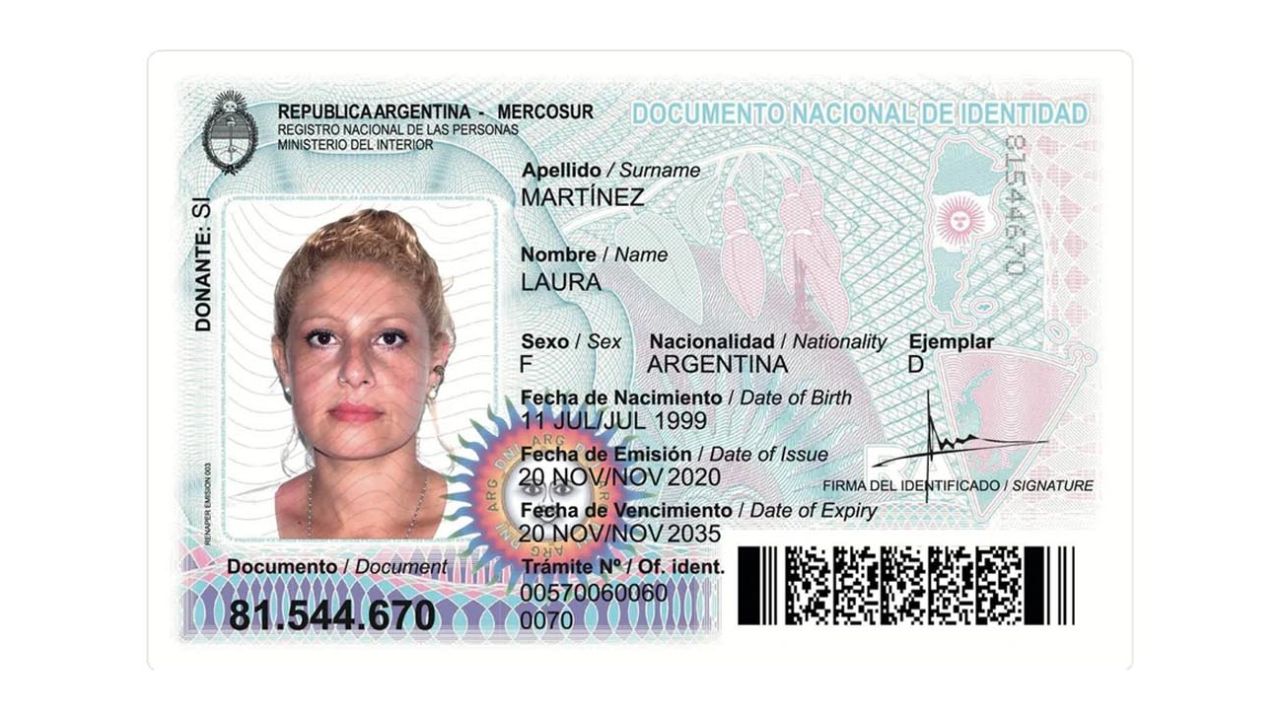 REPUBLICA ARGENTINA - MERCOSUR
REGISTRO NACIONAL DE LAS PERSONAS
MINISTERIO DEL INTERIOR
DOCUMENTO NACIONAL DE IDENTIDAD
81544670
DONANTE: SI
RENAPER EMISION 003
Apellido / Surname
MARTÍNEZ
Nombre / Name
LAURA
Sexo / Sex Nacionalidad / Nationality Ejemplar
F ARGENTINA D
Fecha de Nacimiento / Date of Birth
11 JUL/JUL 1999
Fecha de Emisión / Date of Issue
20 NOV/NOV 2020
FIRMA DEL IDENTIFICADO / SIGNATURE
Fecha de Vencimiento / Date of Expiry
20 NOV/NOV 2035
ARG DNI ARG DNI ARG DNI
Documento / Document
81.544.670
Trámite Nº / Of. ident.
00570060060
0070